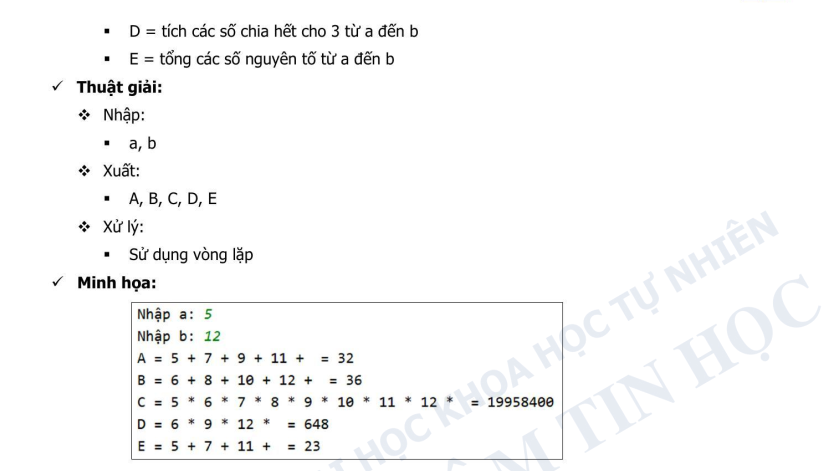 ▪ D = tích các số chia hết cho 3 từ a đến b
▪ E = tổng các số nguyên tố từ a đến b
✓ Thuật giải:
❖ Nhập:
▪ a, b
❖ Xuất:
▪ A, B, C, D, E
❖ Xử lý:
▪ Sử dụng vòng lặp
✓ Minh họa:
Nhập a: 5
Nhập b: 12
A = 5 + 7 + 9 + 11 +  = 32
B = 6 + 8 + 10 + 12 +  = 36
C = 5 * 6 * 7 * 8 * 9 * 10 * 11 * 12 *  = 19958400
D = 6 * 9 * 12 *  = 648
E = 5 + 7 + 11 +  = 23
HỌC KHOA HỌC TỰ NHIÊN
TIN HỌC